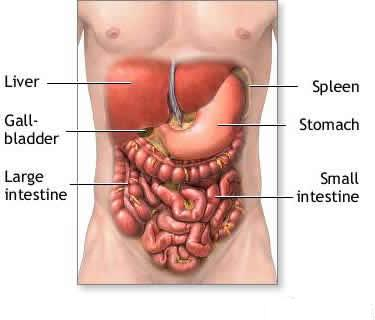 Liver
Gall-
bladder
Large
intestine
Spleen
Stomach
Small
intestine